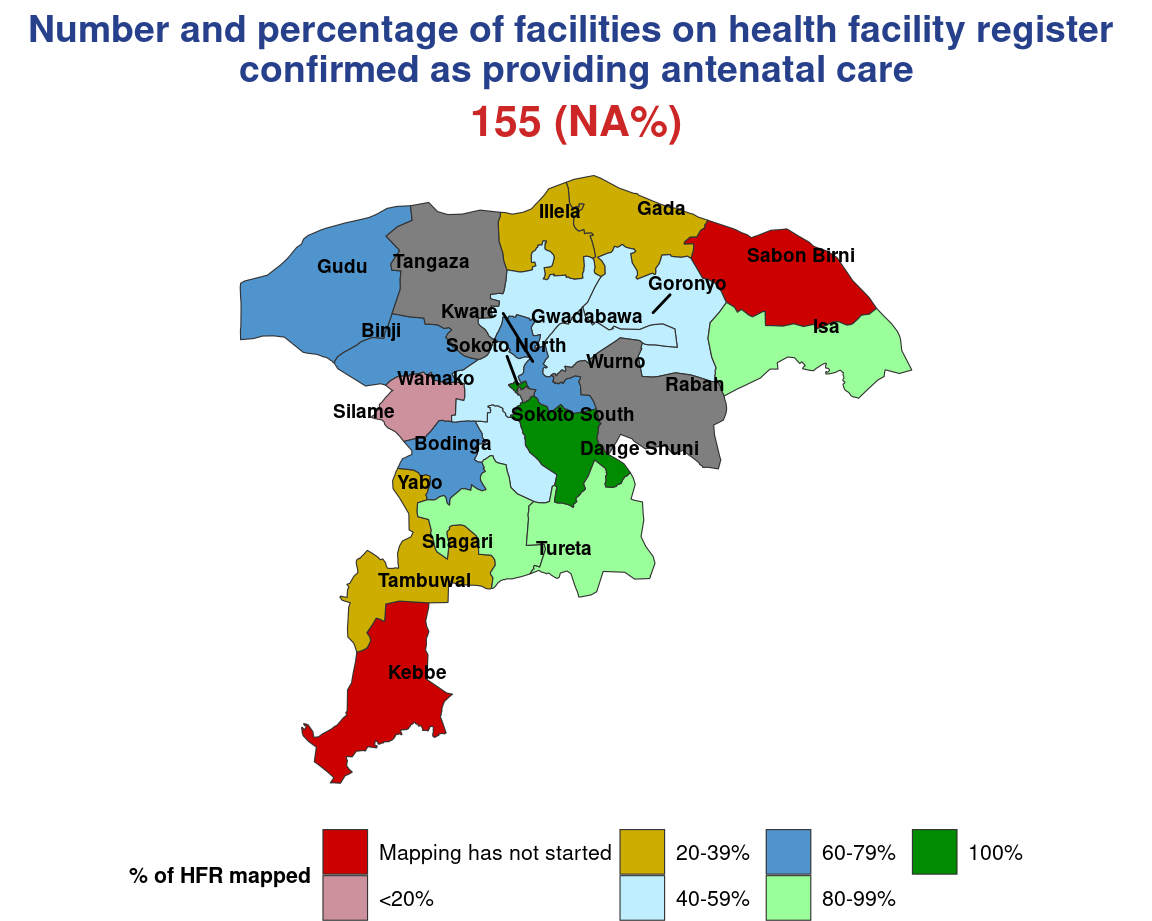 Number and percentage of facilities on health facility register
confirmed as providing antenatal care
155 (NA%)
Illela
Gada
Sabon Birni
Gudu
Tangaza
Goronyo
Kware
Gwadabawa
Isa
Binji
Sokoto North
Wurno
Wamako
Rabah
Silame
Sokoto South
Bodinga
Dange Shuni
Yabo
Shagari
Tureta
Tambuwal
Kebbe
% of HFR mapped
Mapping has not started
<20%
20-39%
40-59%
60-79%
80-99%
100%